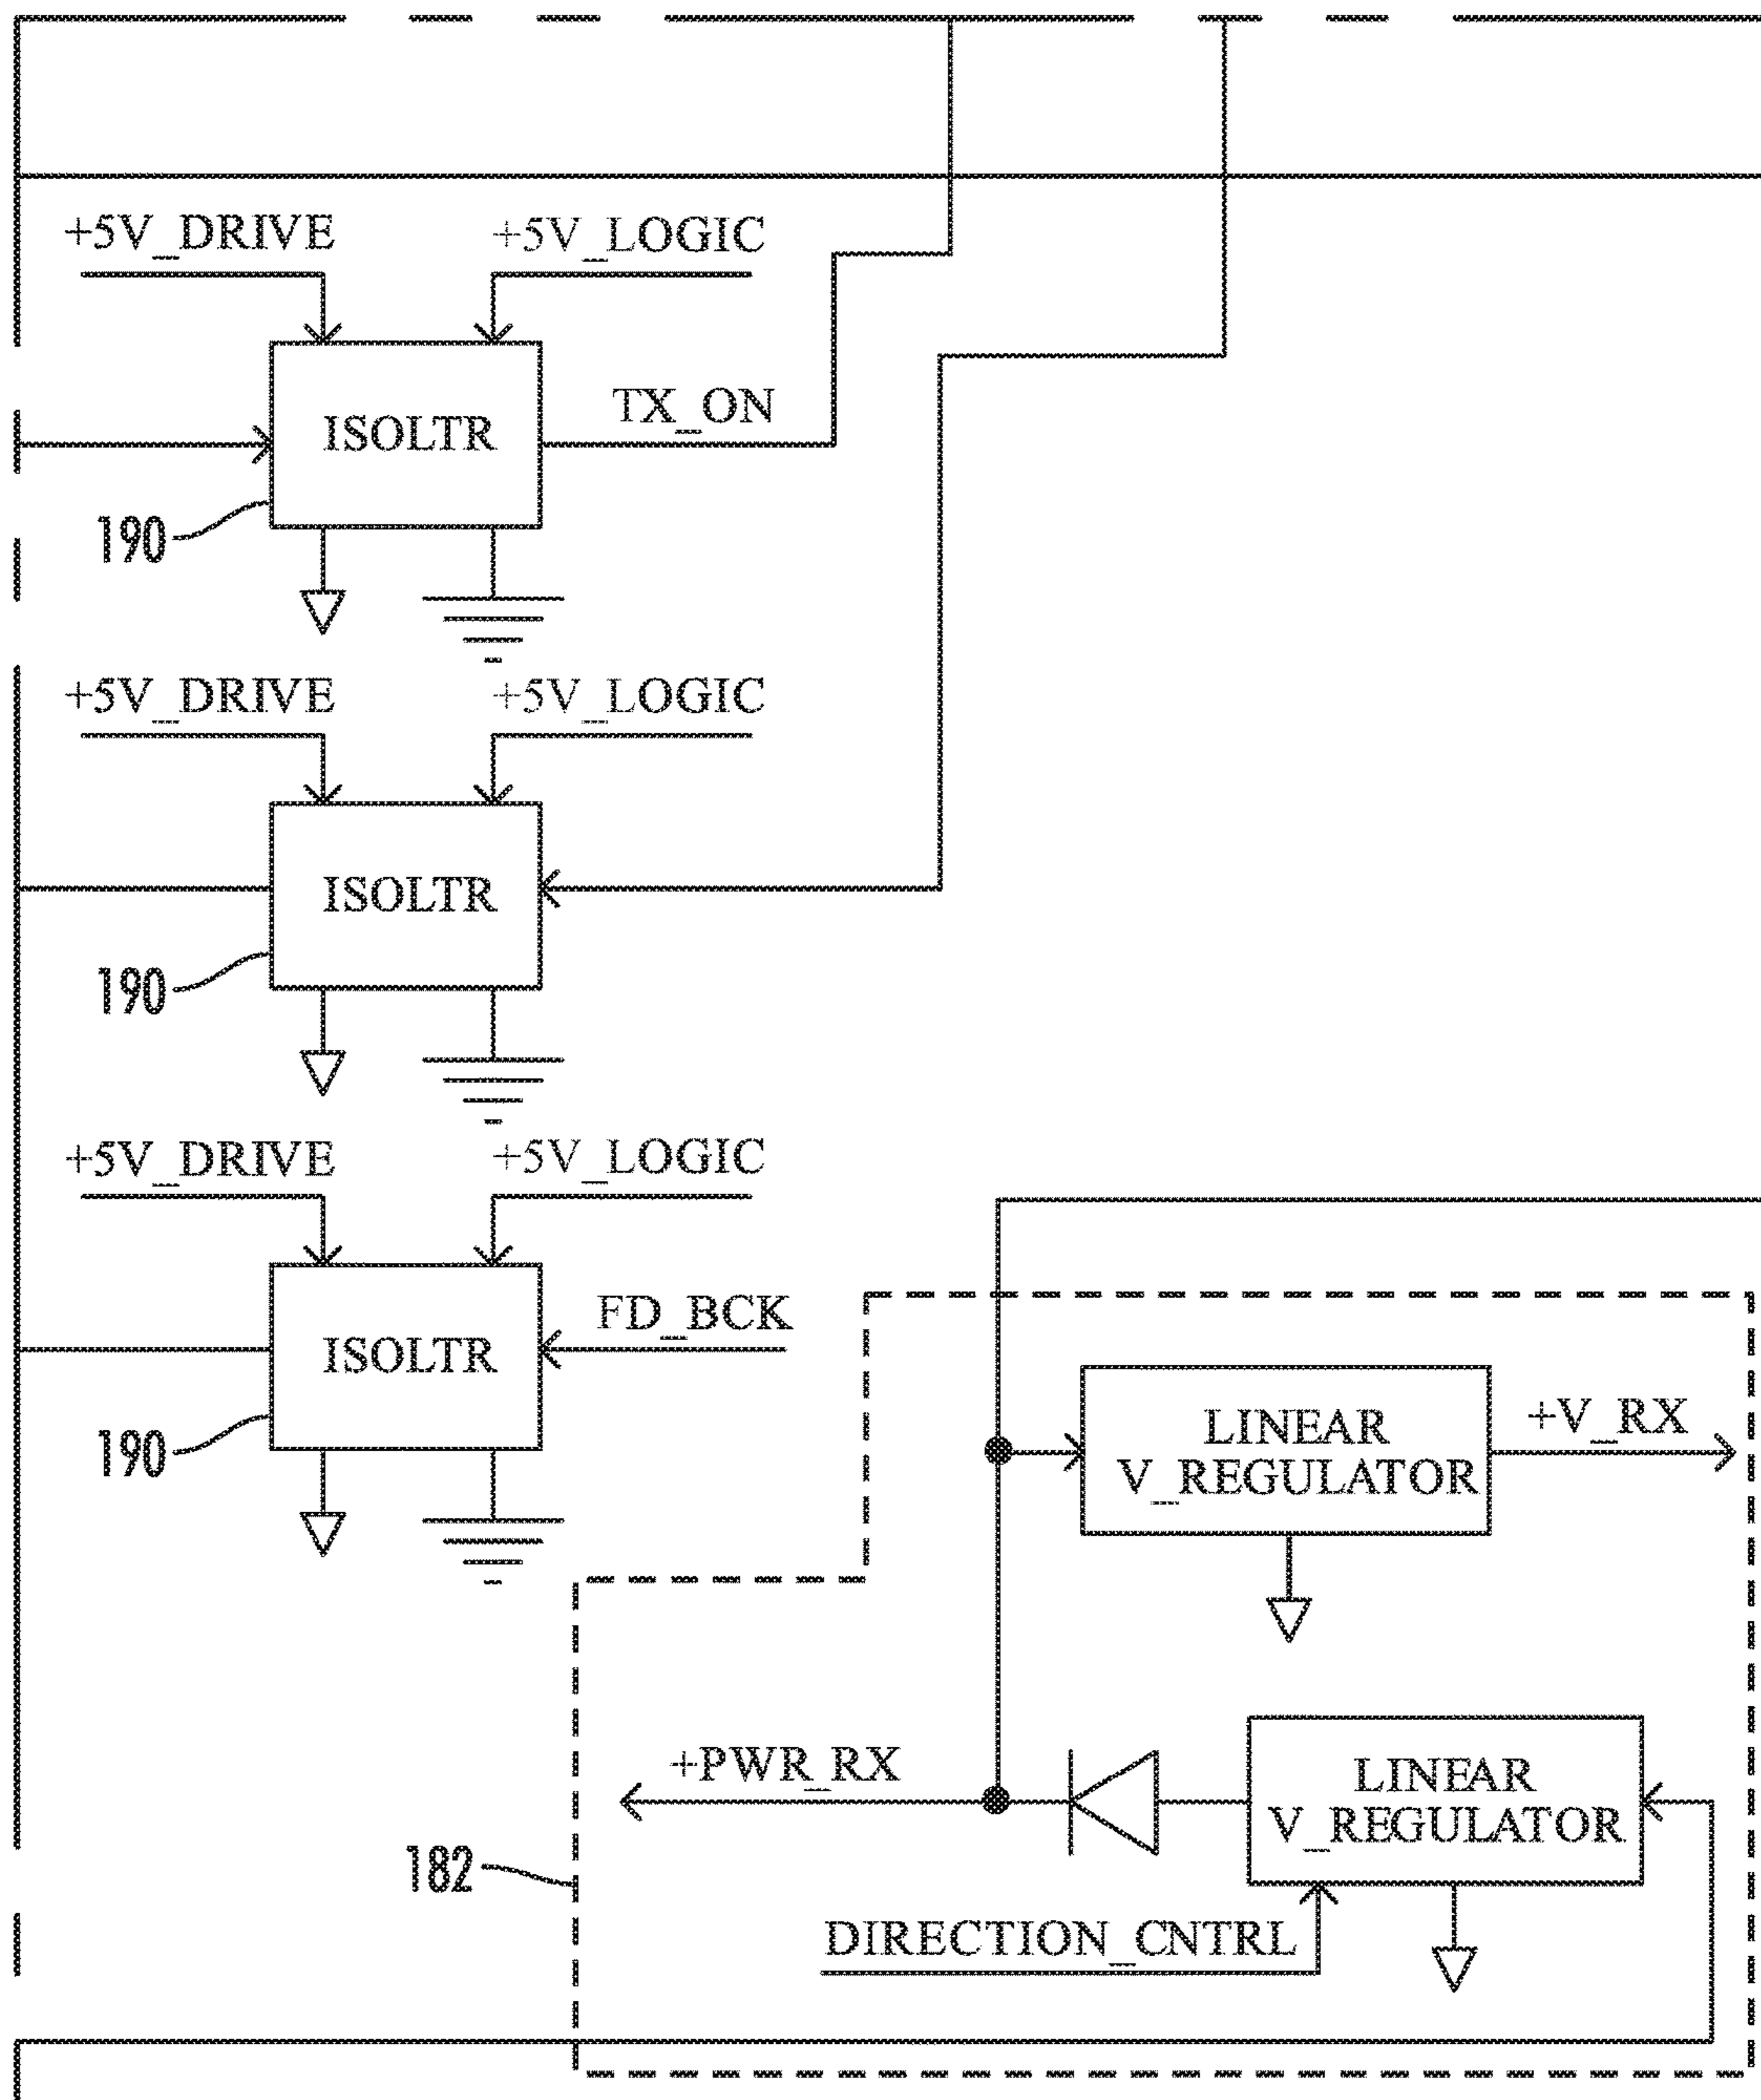 +5V_DRIVE
+5V_LOGIC
ISOLTR
TX_ON
190
+5V_DRIVE
+5V_LOGIC
ISOLTR
190
+5V_DRIVE
+5V_LOGIC
ISOLTR
FD_BCK
190
LINEAR
V_REGULATOR
+V_RX
+PWR_RX
LINEAR
V_REGULATOR
182
DIRECTION_CNTRL